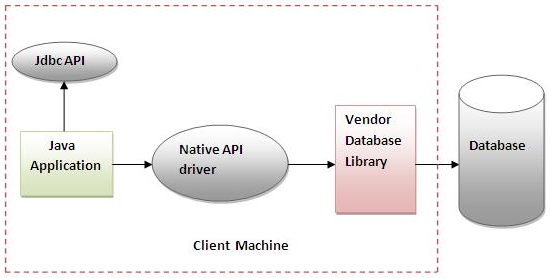 Jdbc API
Java
Application
Native API
driver
Vendor
Database
Library
Database
Client Machine